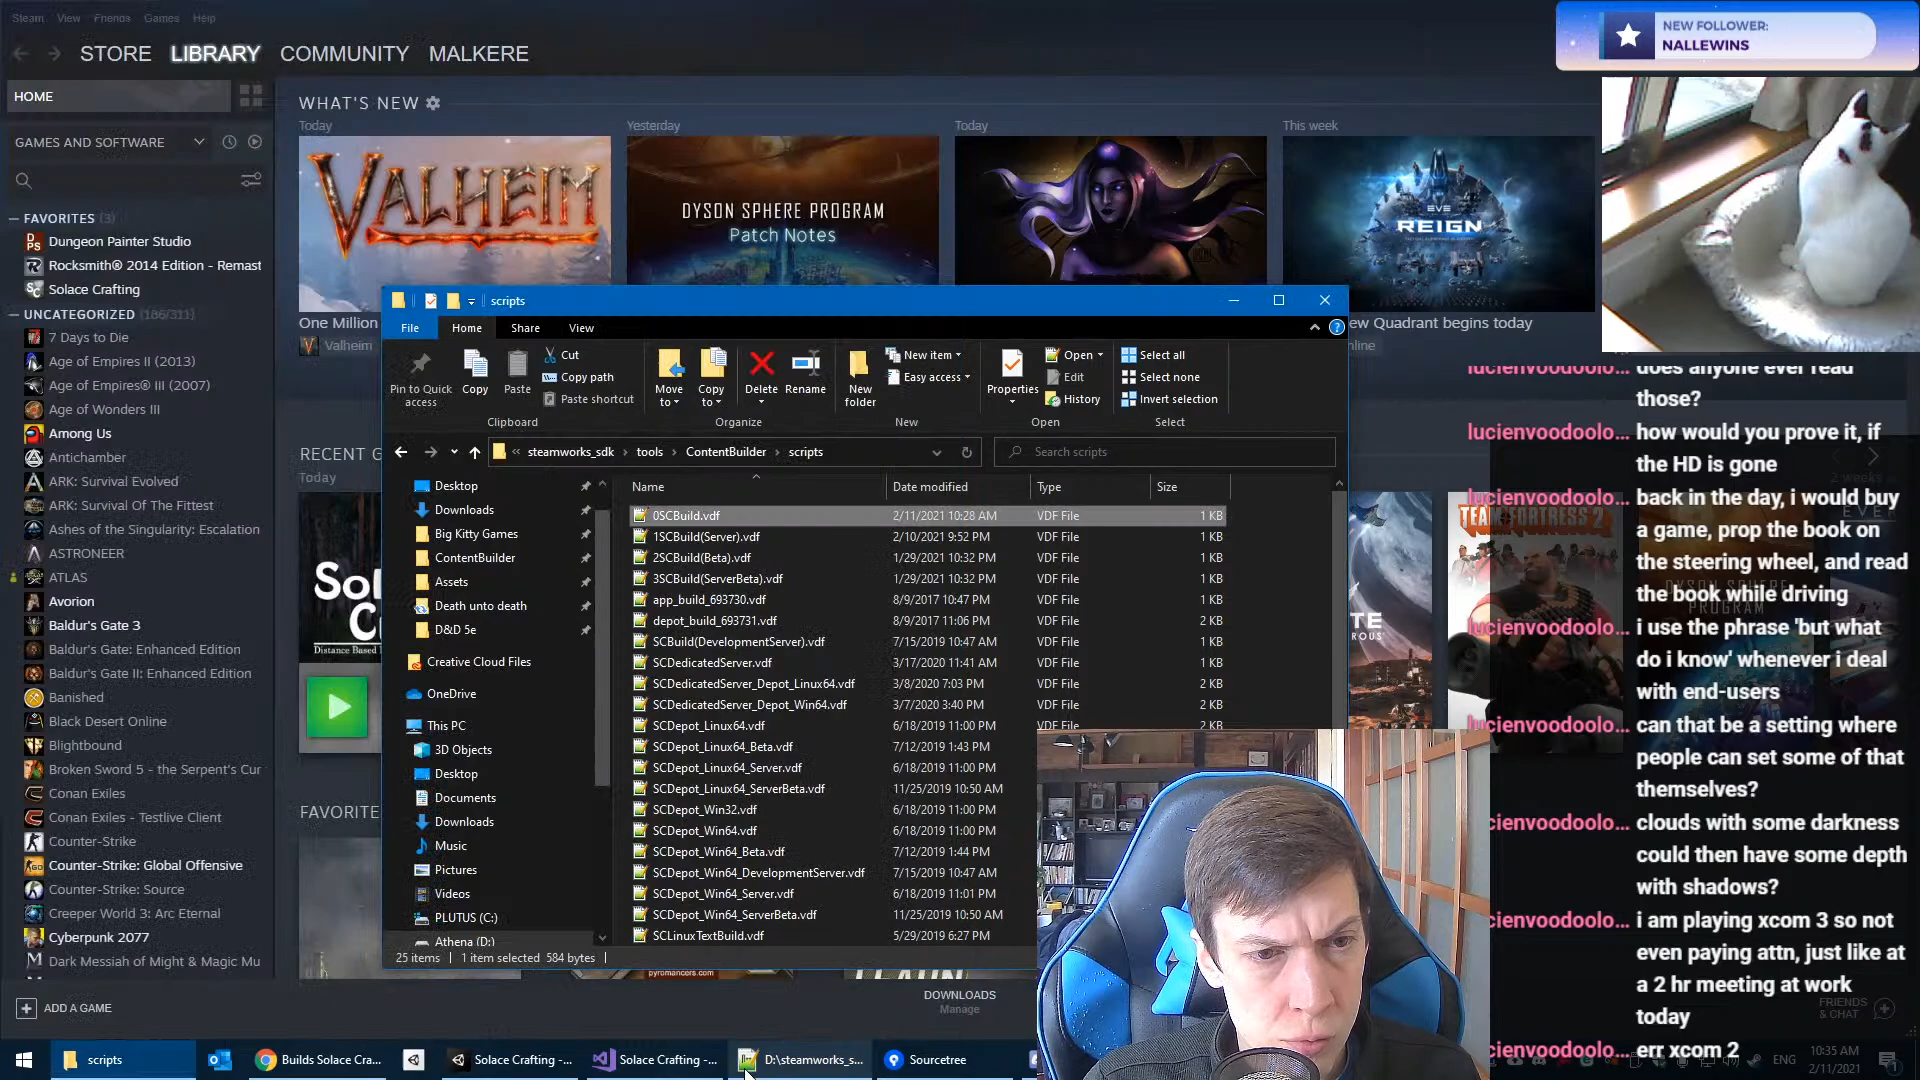 Steam View Friends Games Help
STORE LIBRARY COMMUNITY MALKERE
HOME
GAMES AND SOFTWARE
FAVORITES (3)
Dungeon Painter Studio
Rocksmith® 2014 Edition - Remast
Solace Crafting
UNCATEGORIZED (186/311)
7 Days to Die
Age of Empires II (2013)
Age of Empires® III (2007)
Age of Wonders III
Among Us
Antichamber
ARK: Survival Evolved
ARK: Survival Of The Fittest
Ashes of the Singularity: Escalation
ASTRONEER
ATLAS
Avorion
Baldur's Gate 3
Baldur's Gate: Enhanced Edition
Baldur's Gate II: Enhanced Edition
Banished
Black Desert Online
Blightbound
Broken Sword 5 - the Serpent's Cur
Conan Exiles
Conan Exiles - Testlive Client
Counter-Strike
Counter-Strike: Global Offensive
Counter-Strike: Source
Creeper World 3: Arc Eternal
Cyberpunk 2077
Dark Messiah of Might & Magic Mu
ADD A GAME
WHAT'S NEW
Today
Yesterday
Today
This week
VALHEIM
DYSON SPHERE PROGRAM
Patch Notes
EVE
REIGN
One Million
Valheim
ew Quadrant begins today
nline
RECENT G
Today
Distance Based
FAVORITE
TEAM FORTRESS 2
pyromancers.com
DOWNLOADS
Manage
FRIENDS
& CHAT
scripts
File Home Share View
Pin to Quick access
Copy
Paste
Cut
Copy path
Paste shortcut
Clipboard
Move to
Copy to
Delete
Rename
Organize
New folder
New item
Easy access
New
Properties
Open
Edit
History
Open
Select all
Select none
Invert selection
Select
« steamworks_sdk › tools › ContentBuilder › scripts
Search scripts
Desktop
Downloads
Big Kitty Games
ContentBuilder
Assets
Death unto death
D&D 5e
Creative Cloud Files
OneDrive
This PC
3D Objects
Desktop
Documents
Downloads
Music
Pictures
Videos
PLUTUS (C:)
Athena (D:)
Name Date modified Type Size
0SCBuild.vdf 2/11/2021 10:28 AM VDF File 1 KB
1SCBuild(Server).vdf 2/10/2021 9:52 PM VDF File 1 KB
2SCBuild(Beta).vdf 1/29/2021 10:32 PM VDF File 1 KB
3SCBuild(ServerBeta).vdf 1/29/2021 10:32 PM VDF File 1 KB
app_build_693730.vdf 8/9/2017 10:47 PM VDF File 1 KB
depot_build_693731.vdf 8/9/2017 11:06 PM VDF File 2 KB
SCBuild(DevelopmentServer).vdf 7/15/2019 10:47 AM VDF File 1 KB
SCDedicatedServer.vdf 3/17/2020 11:41 AM VDF File 1 KB
SCDedicatedServer_Depot_Linux64.vdf 3/8/2020 7:03 PM VDF File 2 KB
SCDedicatedServer_Depot_Win64.vdf 3/7/2020 3:40 PM VDF File 2 KB
SCDepot_Linux64.vdf 6/18/2019 11:00 PM VDF File 2 KB
SCDepot_Linux64_Beta.vdf 7/12/2019 1:43 PM
SCDepot_Linux64_Server.vdf 6/18/2019 11:00 PM
SCDepot_Linux64_ServerBeta.vdf 11/25/2019 10:50 AM
SCDepot_Win32.vdf 6/18/2019 11:00 PM
SCDepot_Win64.vdf 6/18/2019 11:00 PM
SCDepot_Win64_Beta.vdf 7/12/2019 1:44 PM
SCDepot_Win64_DevelopmentServer.vdf 7/15/2019 10:47 AM
SCDepot_Win64_Server.vdf 6/18/2019 11:01 PM
SCDepot_Win64_ServerBeta.vdf 11/25/2019 10:50 AM
SCLinuxTextBuild.vdf 5/29/2019 6:27 PM
25 items 1 item selected 584 bytes
NEW FOLLOWER:
NALLEWINS
lucienvoodoolo... does anyone ever read
those?
lucienvoodoolo... how would you prove it, if
the HD is gone
lucienvoodoolo... back in the day, i would buy
a game, prop the book on
the steering wheel, and read
the book while driving
lucienvoodoolo... i use the phrase 'but what
do i know' whenever i deal
with end-users
lucienvoodoolo... can that be a setting where
people can set some of that
themselves?
ucienvoodoolo... clouds with some darkness
could then have some depth
with shadows?
ucienvoodoolo... i am playing xcom 3 so not
even paying attn, just like at
a 2 hr meeting at work
today
ucienvoodoolo... err xcom 2
scripts
Builds Solace Cra...
Solace Crafting -...
Solace Crafting -...
D:\steamworks_s...
Sourcetree
ENG
10:35 AM
2/11/2021